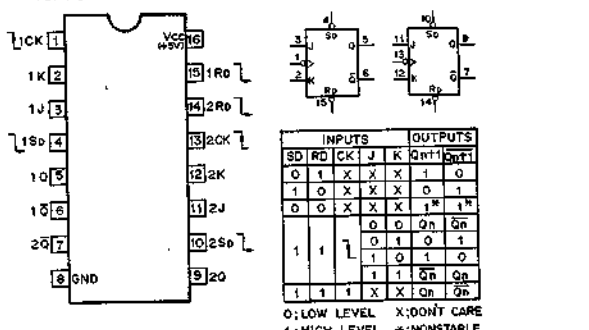 1CK 1
1K 2
1J 3
1SD 4
1Q 5
1Q̅ 6
2Q̅ 7
8 GND
VCC 16
(+5V)
15 1RD
14 2RD
13 2CK
12 2K
11 2J
10 2SD
9 2Q
4
SD
3 J Q 5
1
2 K Q̅ 6
RD
15
10
SD
11 J Q 9
13
12 K Q̅ 7
RD
14
INPUTS OUTPUTS
SD RD CK J K Qn+1 Q̅n+1
0 1 X X X 1 0
1 0 X X X 0 1
0 0 X X X 1* 1*
1 1 0 0 Qn Q̅n
0 1 0 1
1 0 1 0
1 1 Q̅n Qn
1 1 1 X X Qn Q̅n
0;LOW LEVEL X;DON'T CARE
1;HIGH LEVEL *;NONSTABLE